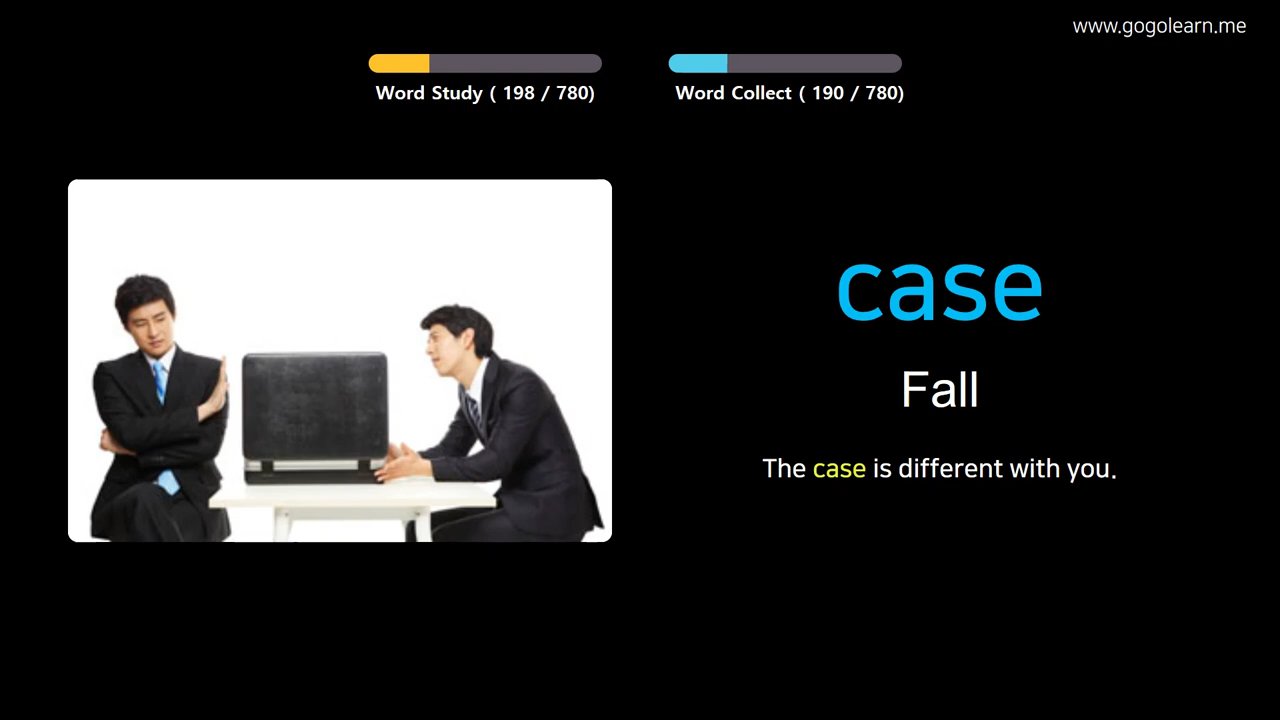 www.gogolearn.me
Word Study ( 198 / 780)
Word Collect ( 190 / 780)
case
Fall
The case is different with you.